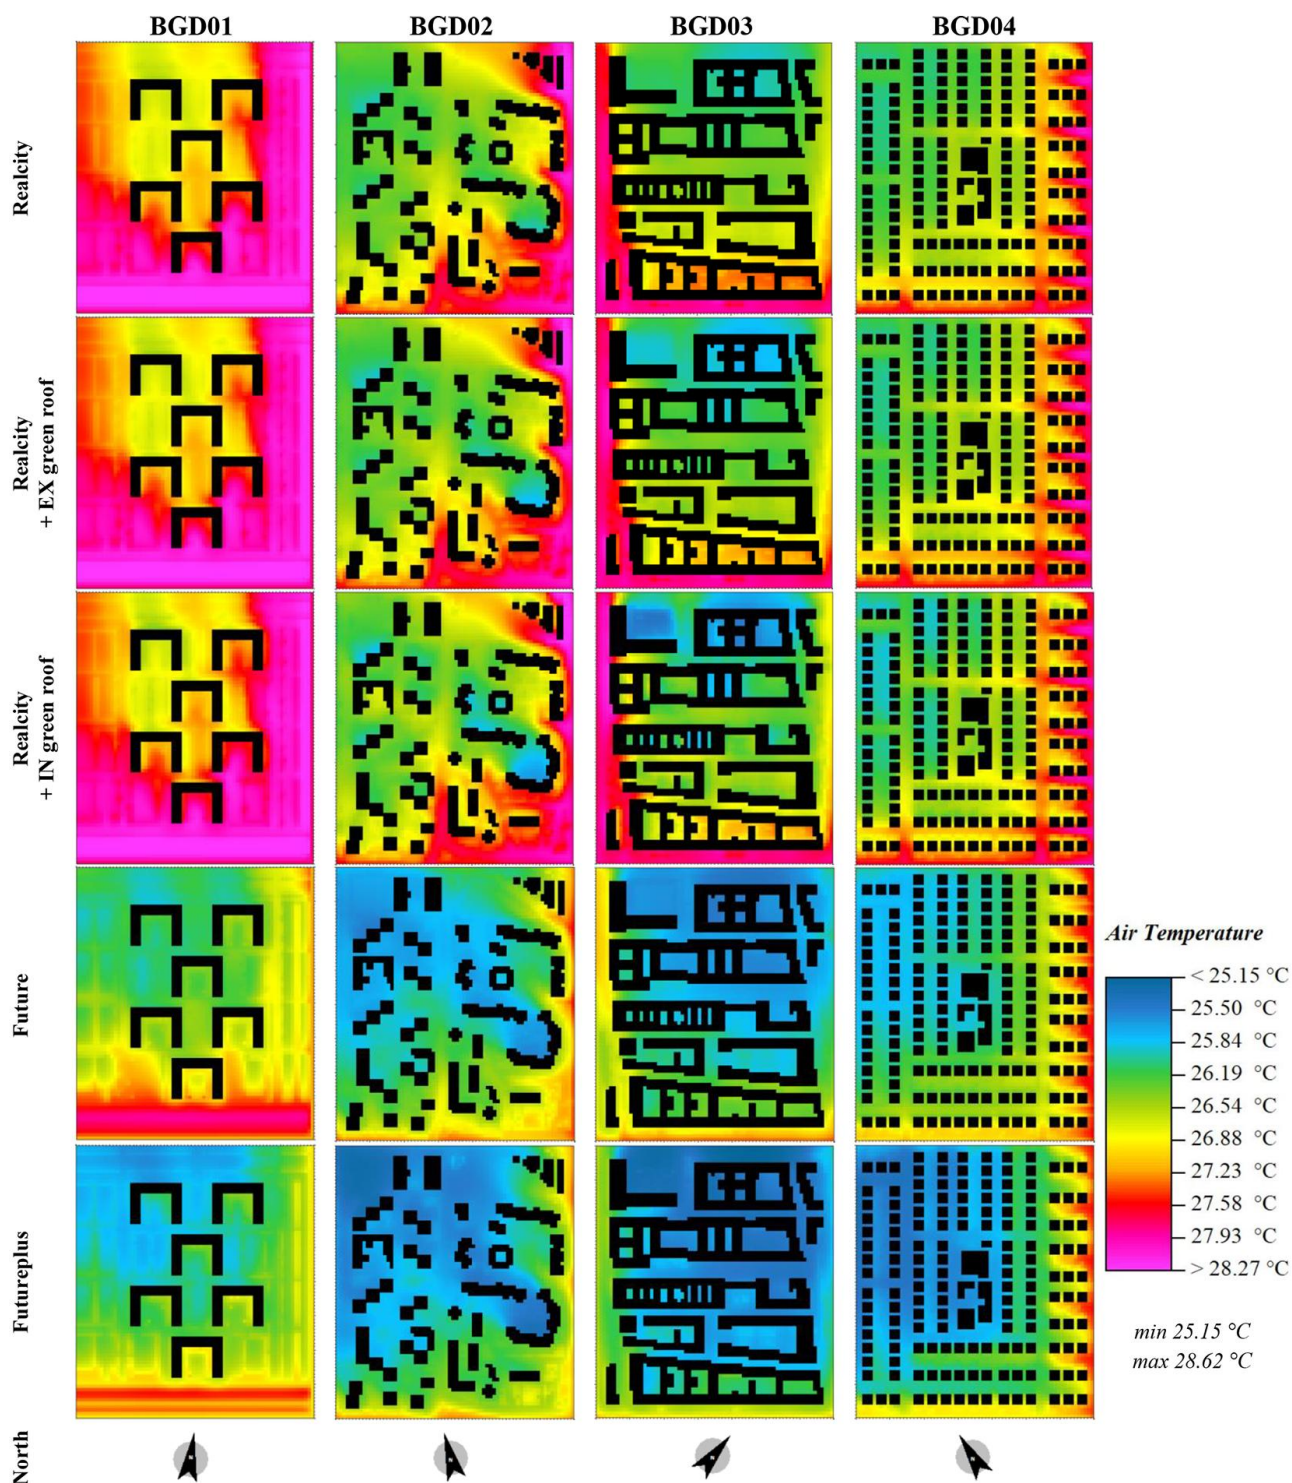 BGD01 BGD02 BGD03 BGD04
Realcity
Realcity
+ EX green roof
Realcity
+ IN green roof
Future
Air Temperature
< 25.15 °C
25.50 °C
25.84 °C
26.19 °C
26.54 °C
26.88 °C
27.23 °C
27.58 °C
27.93 °C
> 28.27 °C
Futureplus
min 25.15 °C
max 28.62 °C
North
N N N N